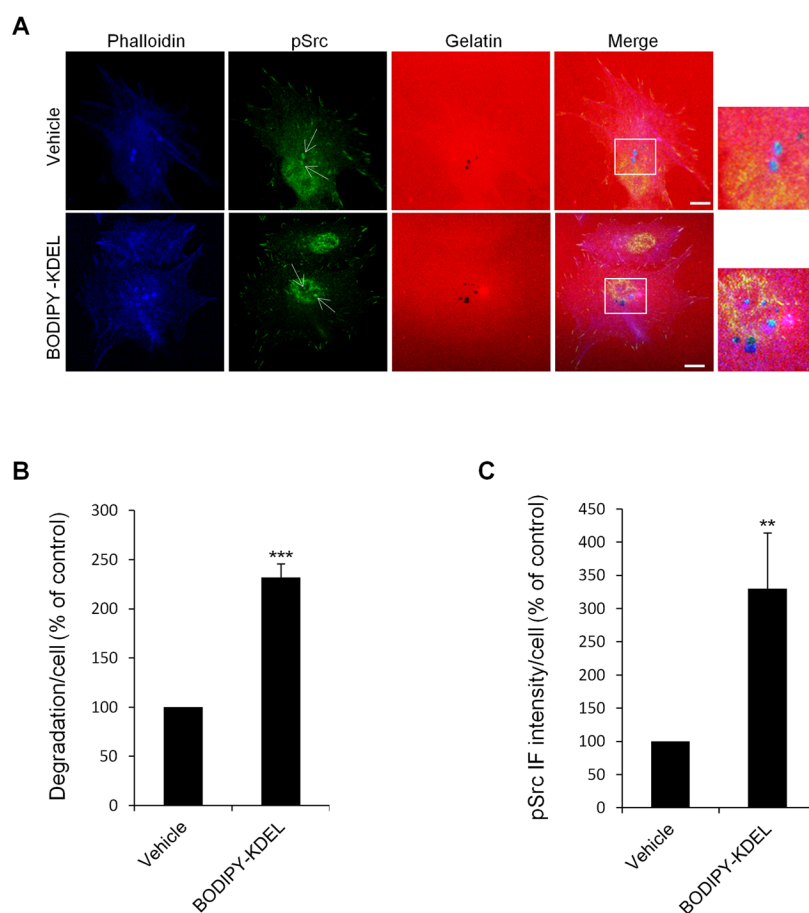 A
Phalloidin pSrc Gelatin Merge
Vehicle
BODIPY-KDEL
B
Degradation/cell (% of control)
300
250
200
150
100
50
0
***
Vehicle
BODIPY-KDEL
C
pSrc IF intensity/cell (% of control)
450
400
350
300
250
200
150
100
50
0
**
Vehicle
BODIPY-KDEL